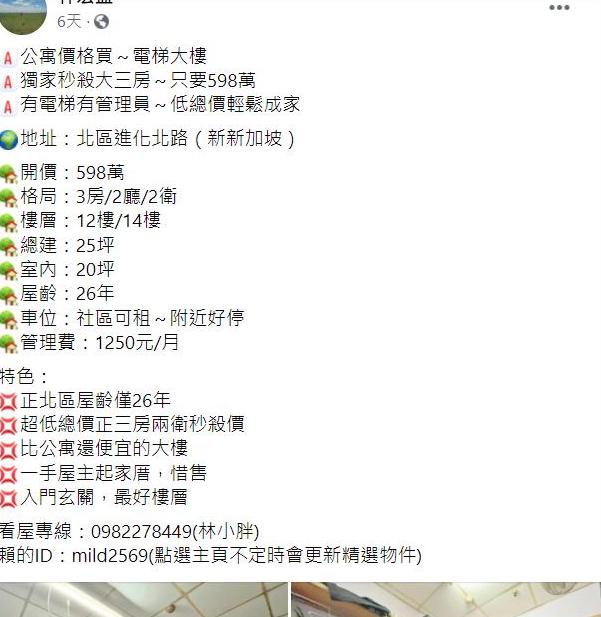 6天
🅰公寓價格買～電梯大樓
🅰獨家秒殺大三房～只要598萬
🅰有電梯有管理員～低總價輕鬆成家
🌍地址：北區進化北路（新新加坡）
🏡開價：598萬
🏡格局：3房/2廳/2衛
🏡樓層：12樓/14樓
🏡總建：25坪
🏡室內：20坪
🏡屋齡：26年
🏡車位：社區可租～附近好停
🏡管理費：1250元/月
特色：
💢正北區屋齡僅26年
💢超低總價正三房兩衛秒殺價
💢比公寓還便宜的大樓
💢一手屋主起家厝，惜售
💢入門玄關，最好樓層
看屋專線：0982278449(林小胖)
賴的ID：mild2569(點選主頁不定時會更新精選物件)